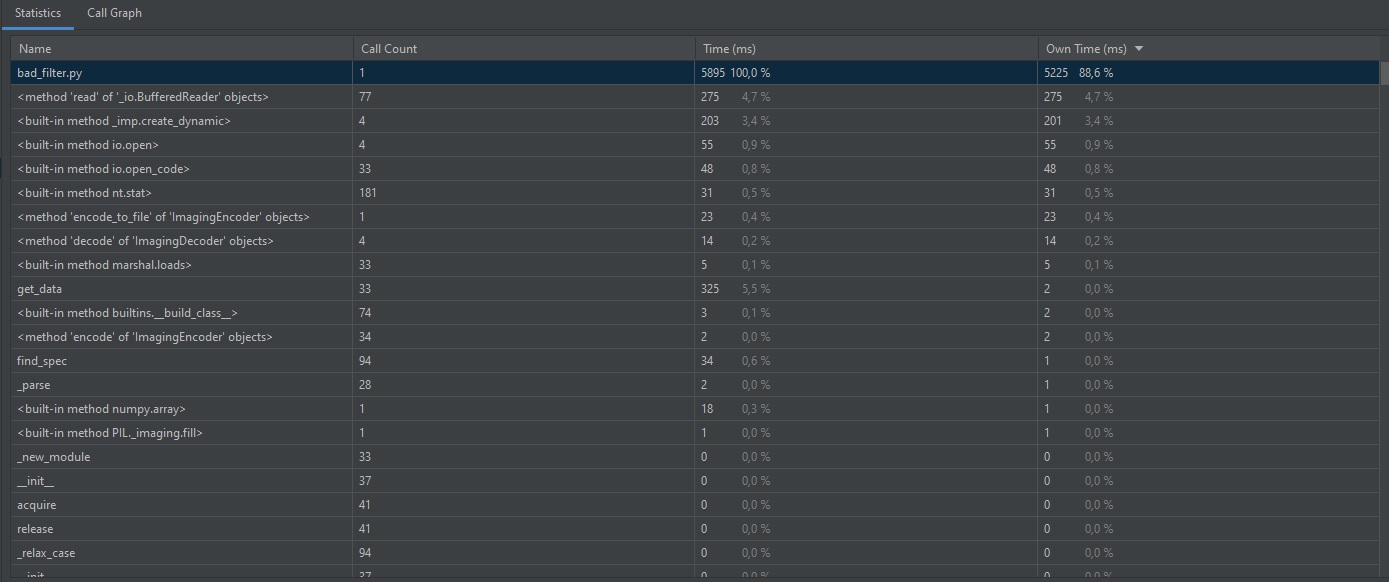 Statistics Call Graph
Name Call Count Time (ms) Own Time (ms)
bad_filter.py 1 5895 100,0 % 5225 88,6 %
<method 'read' of '_io.BufferedReader' objects> 77 275 4,7 % 275 4,7 %
<built-in method _imp.create_dynamic> 4 203 3,4 % 201 3,4 %
<built-in method io.open> 4 55 0,9 % 55 0,9 %
<built-in method io.open_code> 33 48 0,8 % 48 0,8 %
<built-in method nt.stat> 181 31 0,5 % 31 0,5 %
<method 'encode_to_file' of 'ImagingEncoder' objects> 1 23 0,4 % 23 0,4 %
<method 'decode' of 'ImagingDecoder' objects> 4 14 0,2 % 14 0,2 %
<built-in method marshal.loads> 33 5 0,1 % 5 0,1 %
get_data 33 325 5,5 % 2 0,0 %
<built-in method builtins.__build_class__> 74 3 0,1 % 2 0,0 %
<method 'encode' of 'ImagingEncoder' objects> 34 2 0,0 % 2 0,0 %
find_spec 94 34 0,6 % 1 0,0 %
_parse 28 2 0,0 % 1 0,0 %
<built-in method numpy.array> 1 18 0,3 % 1 0,0 %
<built-in method PIL._imaging.fill> 1 1 0,0 % 1 0,0 %
_new_module 33 0 0,0 % 0 0,0 %
__init__ 37 0 0,0 % 0 0,0 %
acquire 41 0 0,0 % 0 0,0 %
release 41 0 0,0 % 0 0,0 %
_relax_case 94 0 0,0 % 0 0,0 %
__init__ 37 0 0,0 % 0 0,0 %